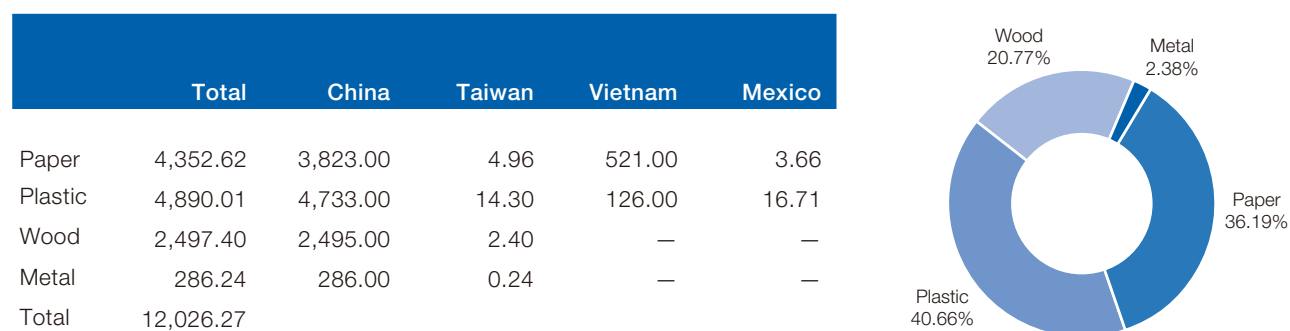 Total China Taiwan Vietnam Mexico
Paper 4,352.62 3,823.00 4.96 521.00 3.66
Plastic 4,890.01 4,733.00 14.30 126.00 16.71
Wood 2,497.40 2,495.00 2.40 — —
Metal 286.24 286.00 0.24 — —
Total 12,026.27
Wood
20.77%
Metal
2.38%
Paper
36.19%
Plastic
40.66%